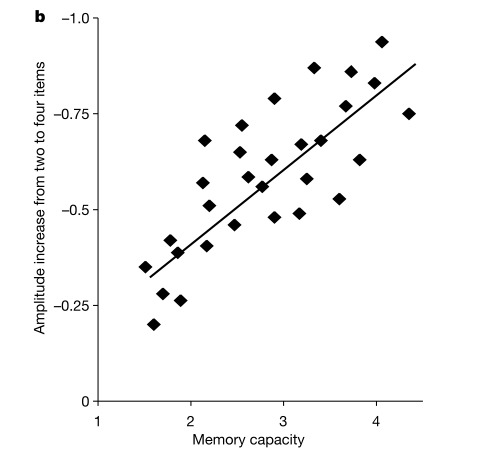 b
Amplitude increase from two to four items
–1.0
–0.75
–0.5
–0.25
0
1 2 3 4
Memory capacity